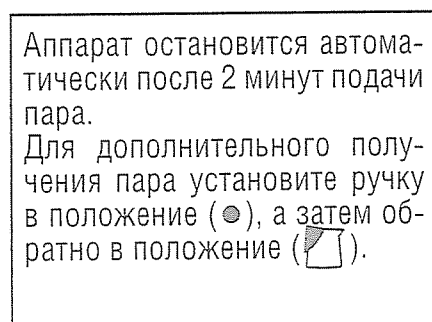 Аппарат остановится автома-
тически после 2 минут подачи
пара.
Для дополнительного полу-
чения пара установите ручку
в положение (●), а затем об-
ратно в положение ( ).